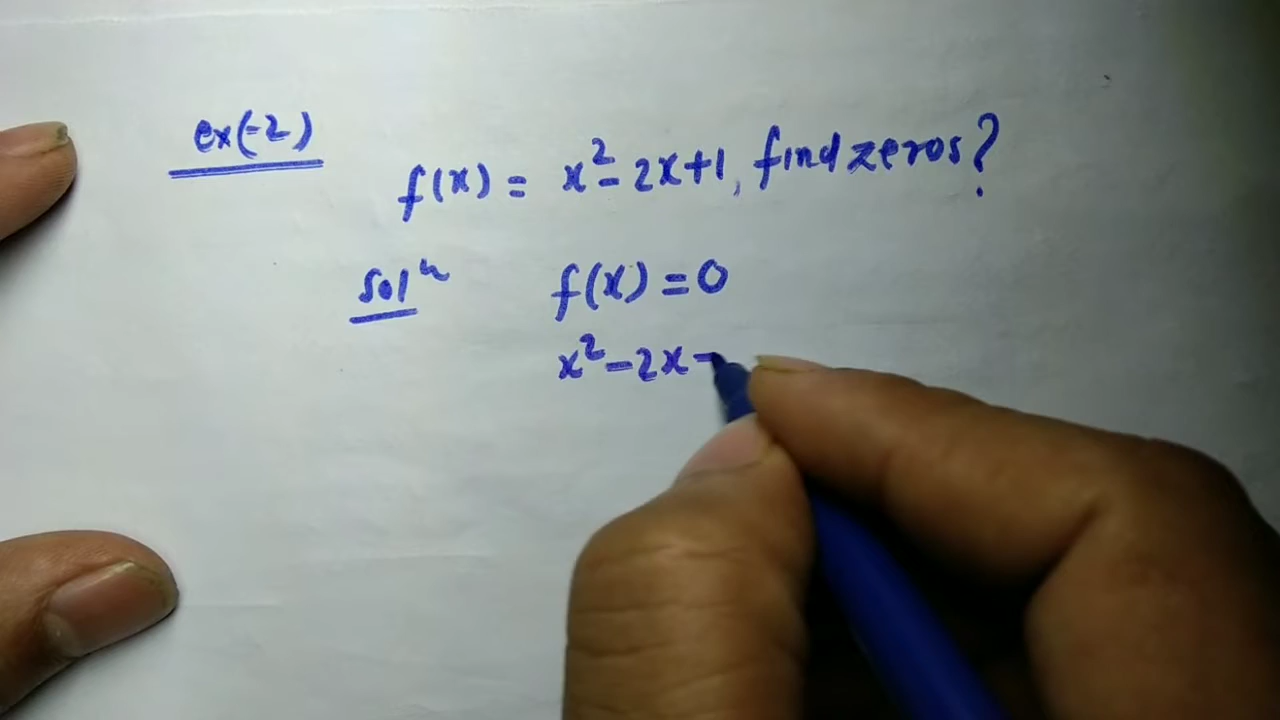 ex(-2)
f(x) = x² - 2x+1, find zeros?
solⁿ f(x) = 0
x² - 2x -